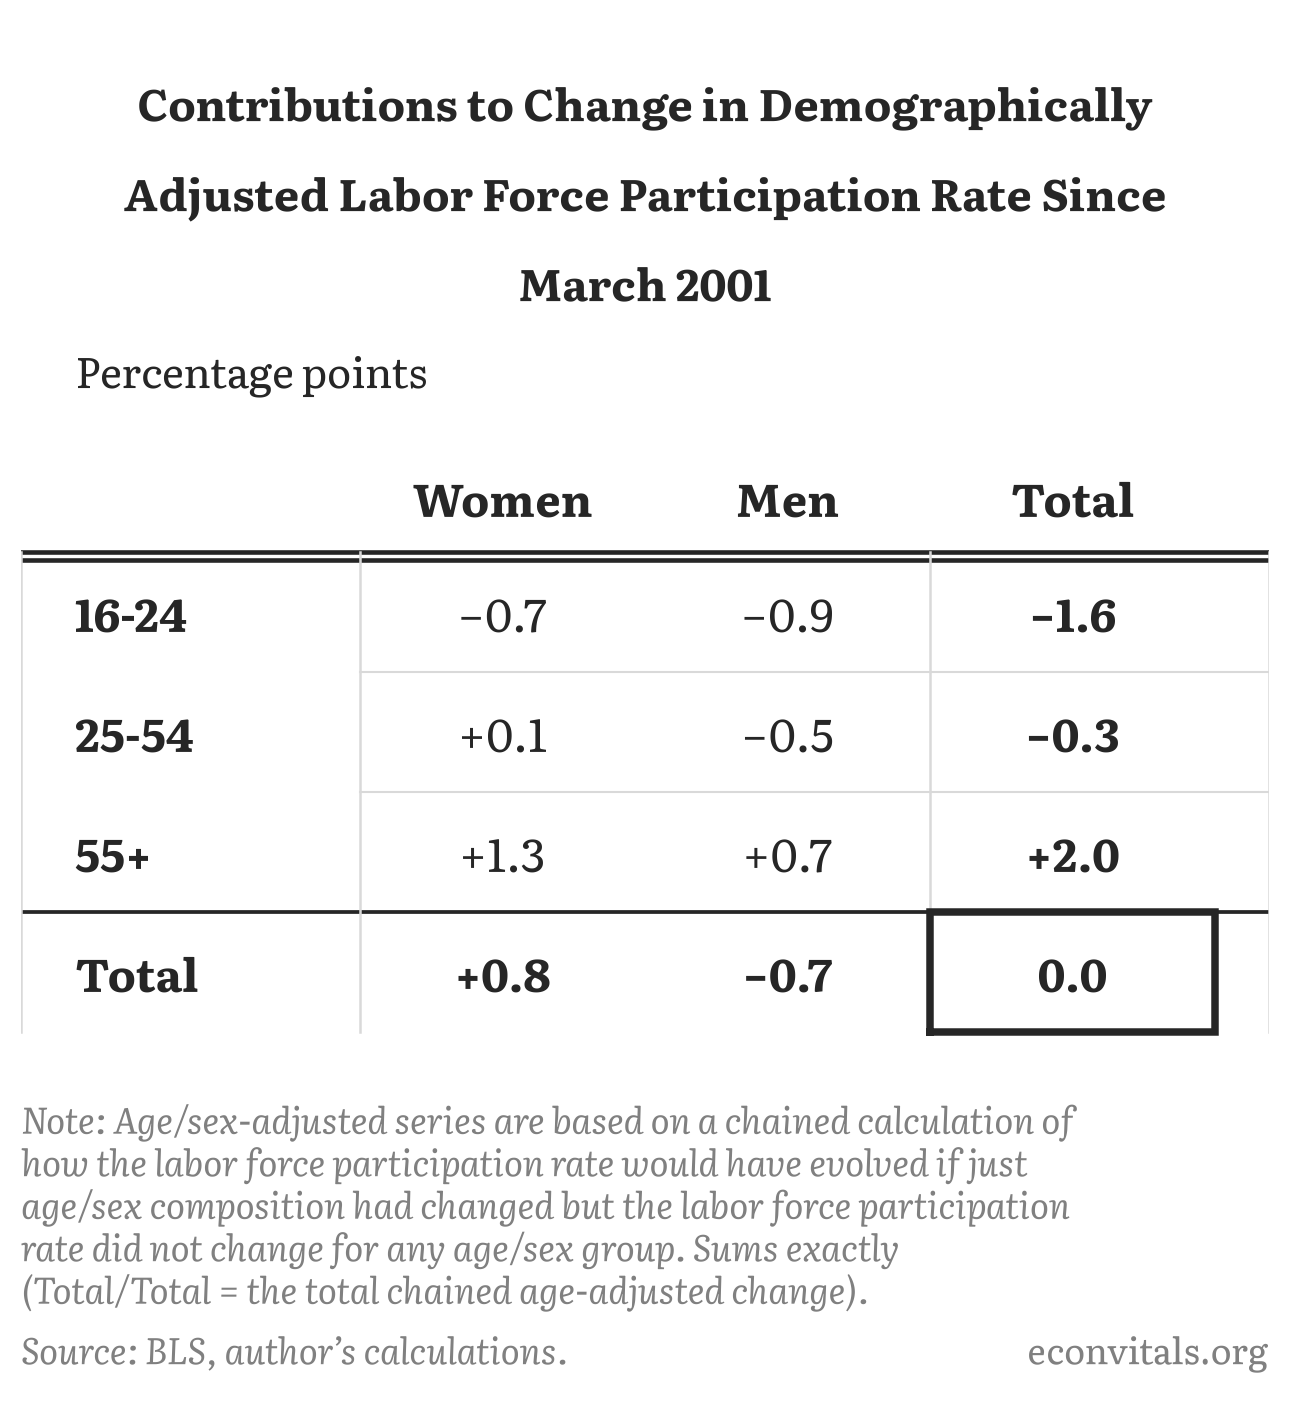 Contributions to Change in Demographically
Adjusted Labor Force Participation Rate Since
March 2001
Percentage points
Women Men Total
16-24 −0.7 −0.9 −1.6
25-54 +0.1 −0.5 −0.3
55+ +1.3 +0.7 +2.0
Total +0.8 −0.7 0.0
Note: Age/sex-adjusted series are based on a chained calculation of
how the labor force participation rate would have evolved if just
age/sex composition had changed but the labor force participation
rate did not change for any age/sex group. Sums exactly
(Total/Total = the total chained age-adjusted change).
Source: BLS, author’s calculations. econvitals.org